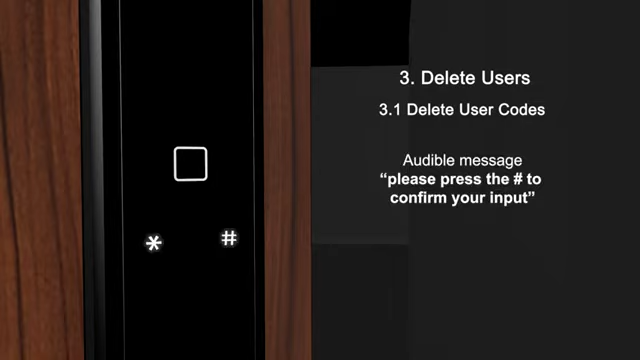 3. Delete Users
3.1 Delete User Codes
Audible message
“please press the # to
confirm your input”
* #